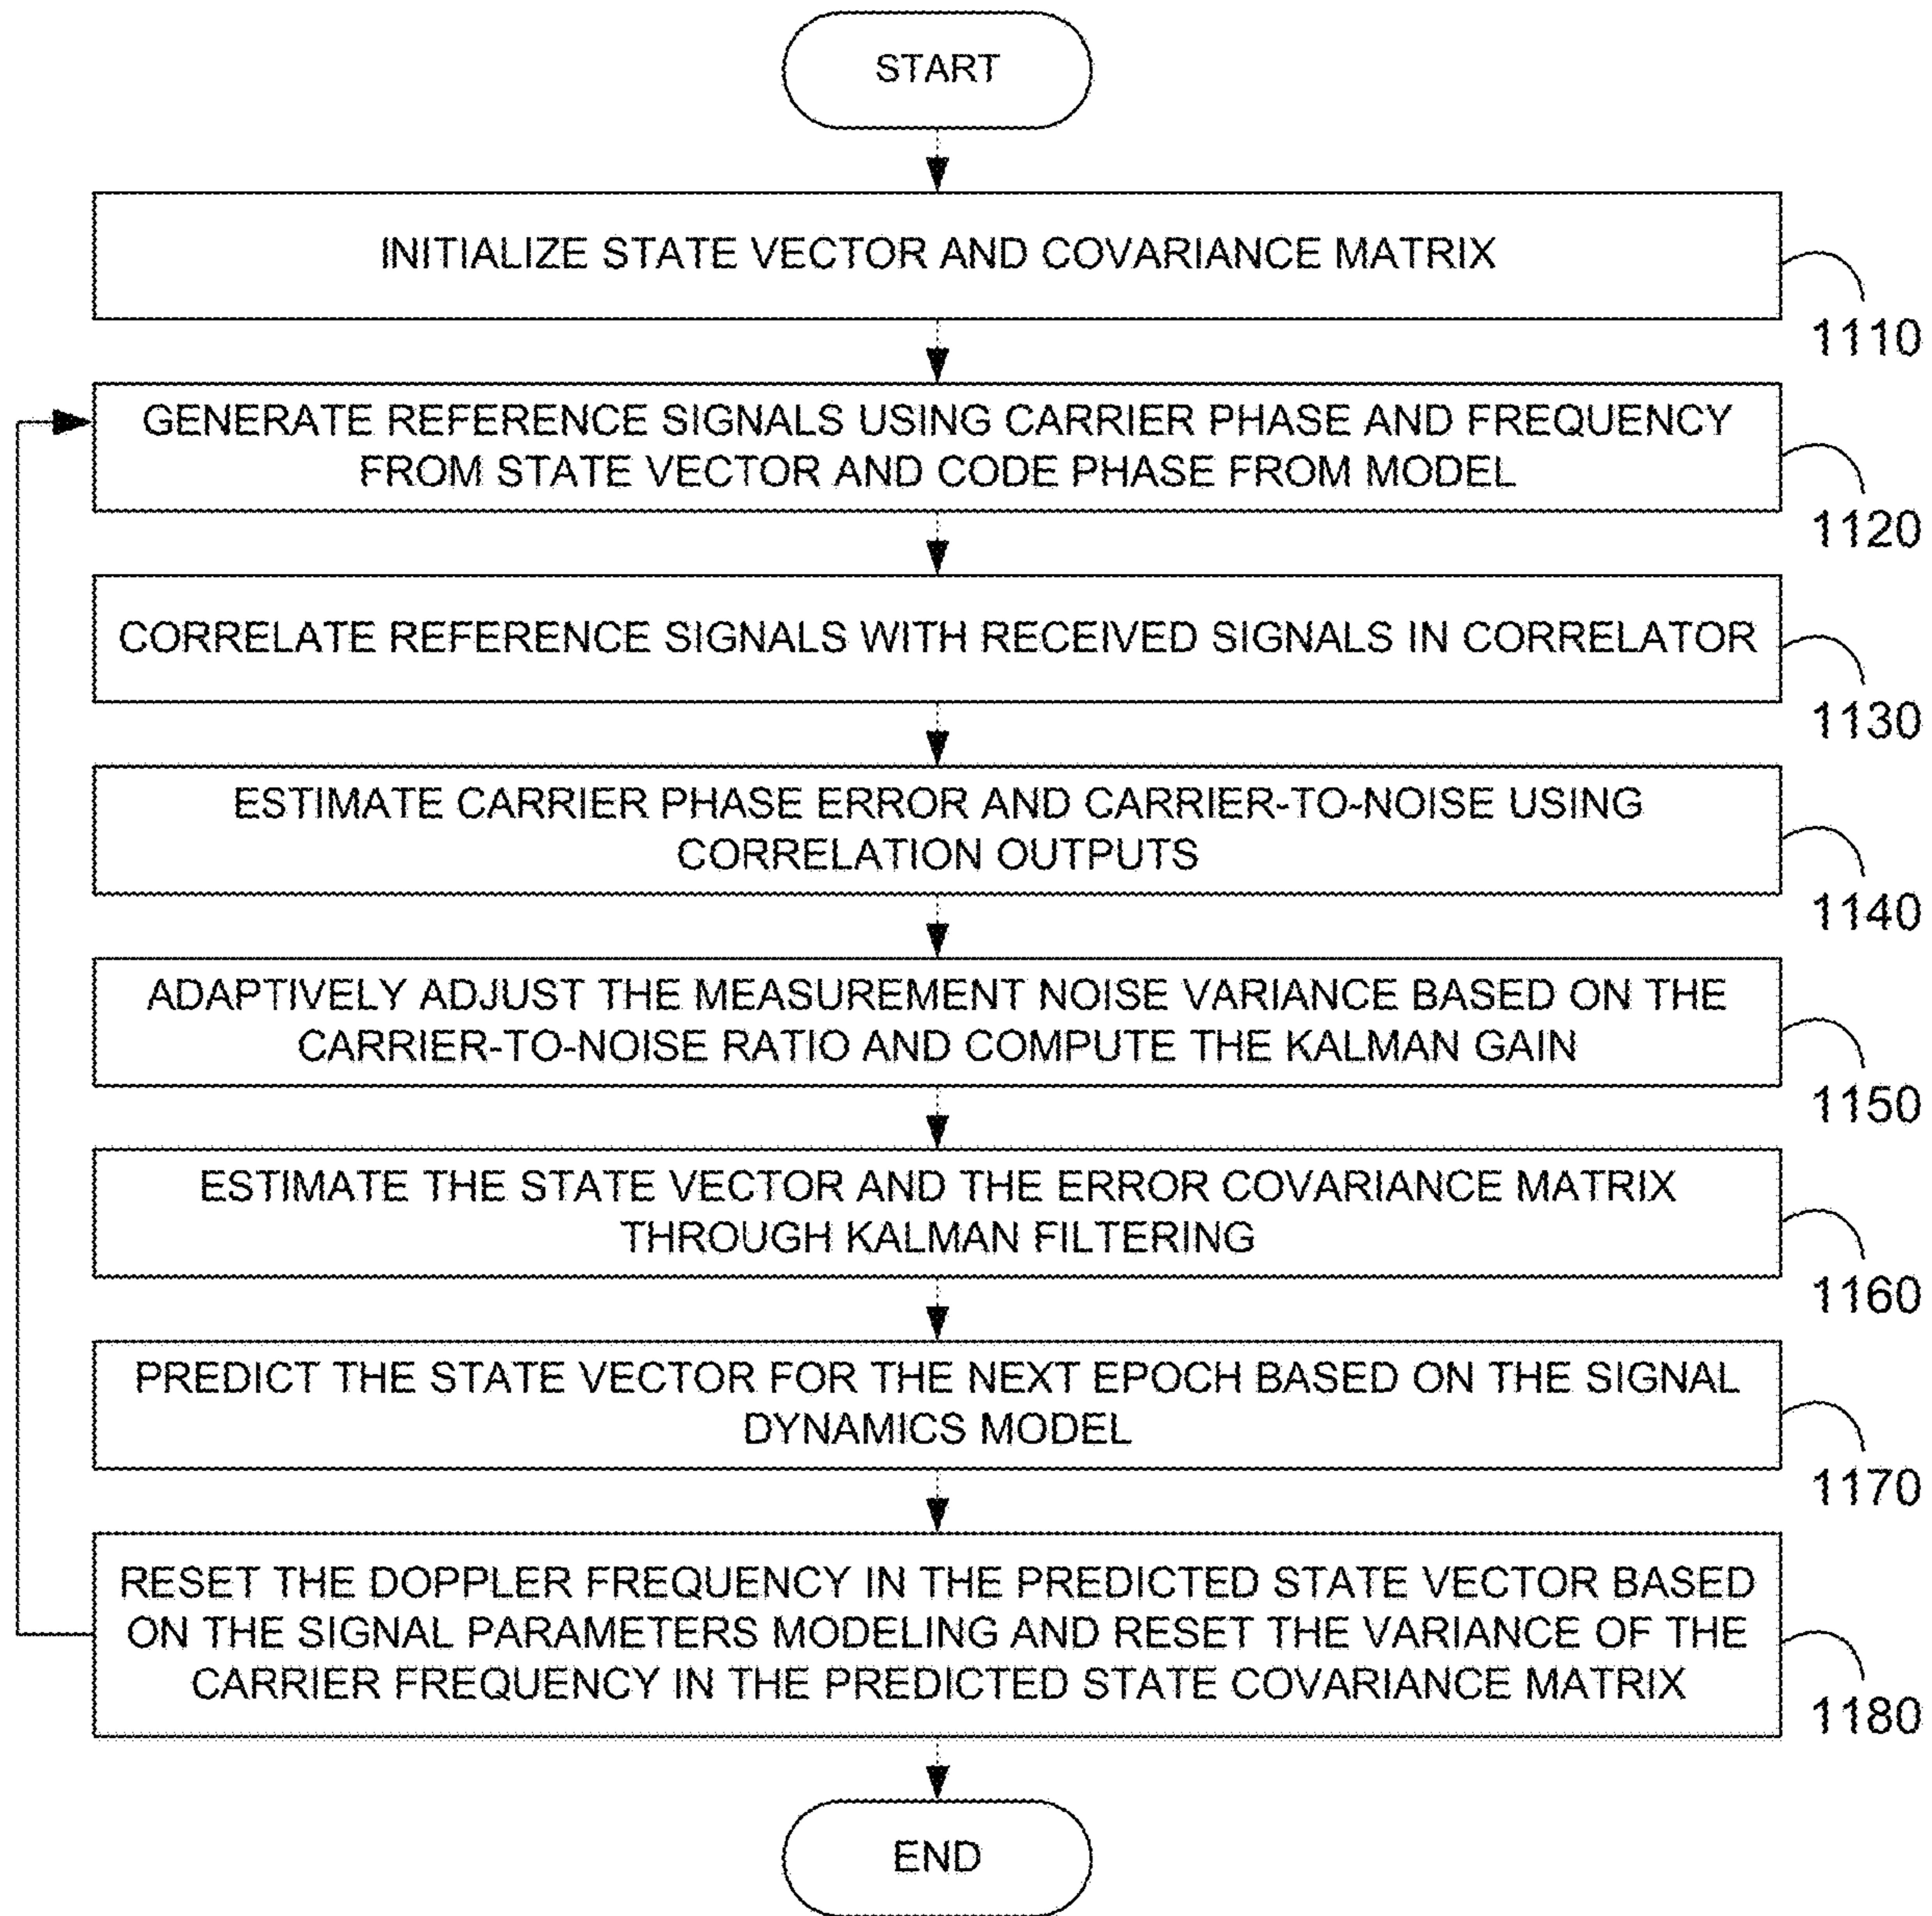 START
INITIALIZE STATE VECTOR AND COVARIANCE MATRIX
1110
GENERATE REFERENCE SIGNALS USING CARRIER PHASE AND FREQUENCY
FROM STATE VECTOR AND CODE PHASE FROM MODEL
1120
CORRELATE REFERENCE SIGNALS WITH RECEIVED SIGNALS IN CORRELATOR
1130
ESTIMATE CARRIER PHASE ERROR AND CARRIER-TO-NOISE USING
CORRELATION OUTPUTS
1140
ADAPTIVELY ADJUST THE MEASUREMENT NOISE VARIANCE BASED ON THE
CARRIER-TO-NOISE RATIO AND COMPUTE THE KALMAN GAIN
1150
ESTIMATE THE STATE VECTOR AND THE ERROR COVARIANCE MATRIX
THROUGH KALMAN FILTERING
1160
PREDICT THE STATE VECTOR FOR THE NEXT EPOCH BASED ON THE SIGNAL
DYNAMICS MODEL
1170
RESET THE DOPPLER FREQUENCY IN THE PREDICTED STATE VECTOR BASED
ON THE SIGNAL PARAMETERS MODELING AND RESET THE VARIANCE OF THE
CARRIER FREQUENCY IN THE PREDICTED STATE COVARIANCE MATRIX
1180
END